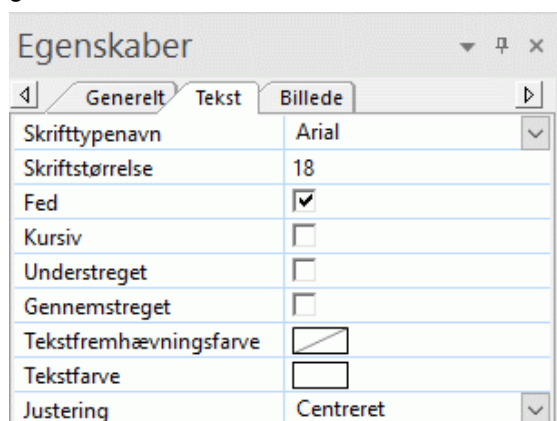 Egenskaber
Generelt Tekst Billede
Skrifttypenavn Arial
Skriftstørrelse 18
Fed
Kursiv
Understreget
Gennemstreget
Tekstfremhævningsfarve
Tekstfarve
Justering Centreret